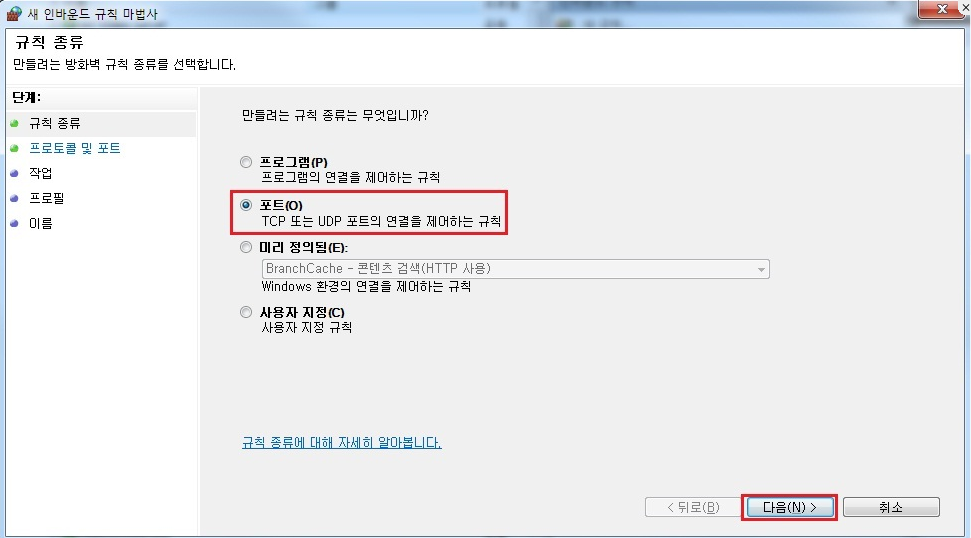 새 인바운드 규칙 마법사
규칙 종류
만들려는 방화벽 규칙 종류를 선택합니다.
단계:
규칙 종류
프로토콜 및 포트
작업
프로필
이름
만들려는 규칙 종류는 무엇입니까?
프로그램(P)
프로그램의 연결을 제어하는 규칙
포트(O)
TCP 또는 UDP 포트의 연결을 제어하는 규칙
미리 정의됨(E):
BranchCache - 콘텐츠 검색(HTTP 사용)
Windows 환경의 연결을 제어하는 규칙
사용자 지정(C)
사용자 지정 규칙
규칙 종류에 대해 자세히 알아봅니다.
< 뒤로(B)
다음(N) >
취소